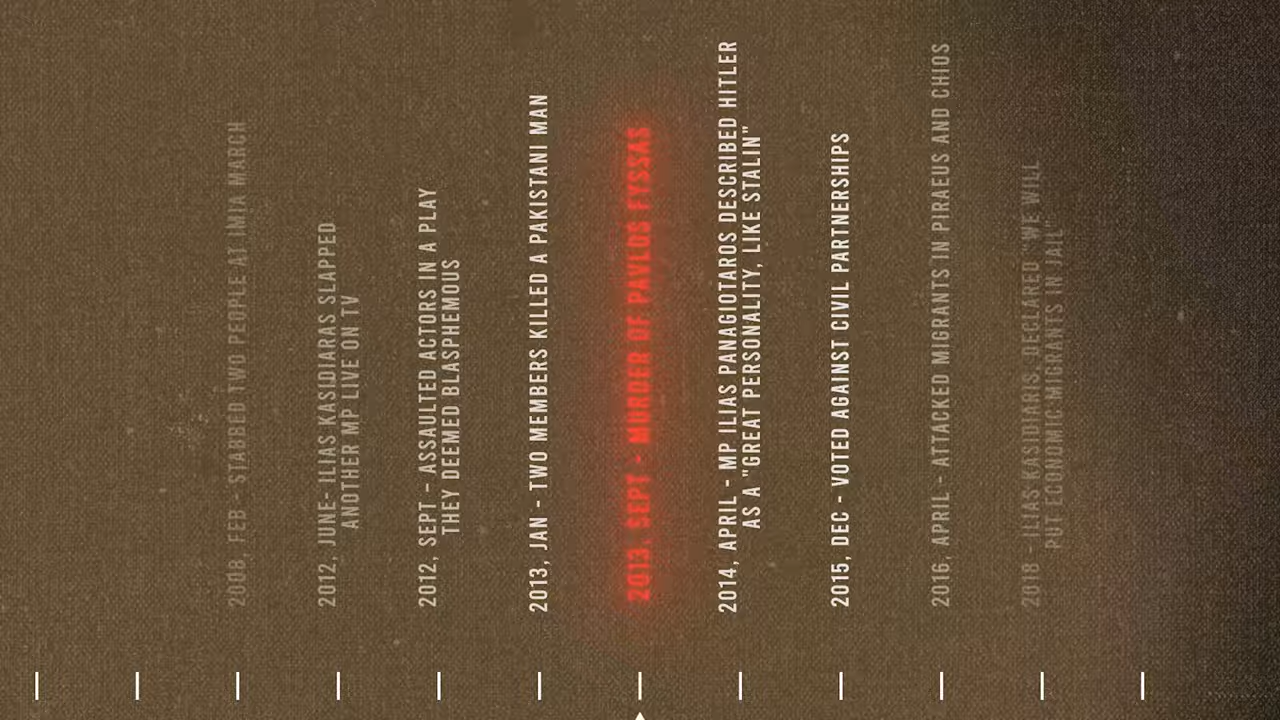 2008, FEB - STABBED TWO PEOPLE AT IMIA MARCH
2012, JUNE- ILIAS KASIDIARAS SLAPPED
ANOTHER MP LIVE ON TV
2012, SEPT - ASSAULTED ACTORS IN A PLAY
THEY DEEMED BLASPHEMOUS
2013, JAN - TWO MEMBERS KILLED A PAKISTANI MAN
2013, SEPT - MURDER OF PAVLOS FYSSAS
2014, APRIL - MP ILIAS PANAGIOTAROS DESCRIBED HITLER
AS A "GREAT PERSONALITY, LIKE STALIN"
2015, DEC - VOTED AGAINST CIVIL PARTNERSHIPS
2016, APRIL - ATTACKED MIGRANTS IN PIRAEUS AND CHIOS
2018 - KASIDIARIS, DECLARED "WE WILL
PUT ECONOMIC MIGRANTS IN JAIL"